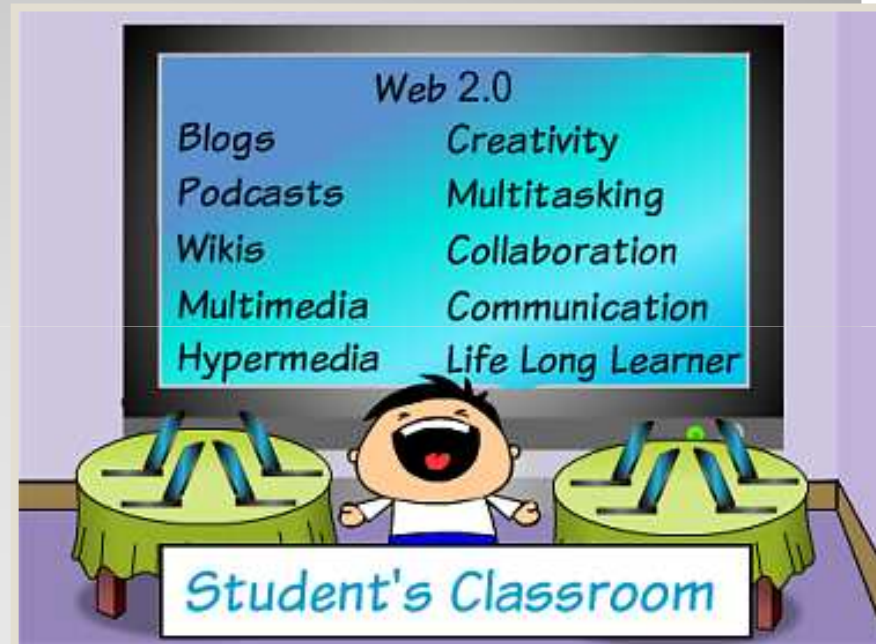 Web 2.0
Blogs Creativity
Podcasts Multitasking
Wikis Collaboration
Multimedia Communication
Hypermedia Life Long Learner
Student's Classroom